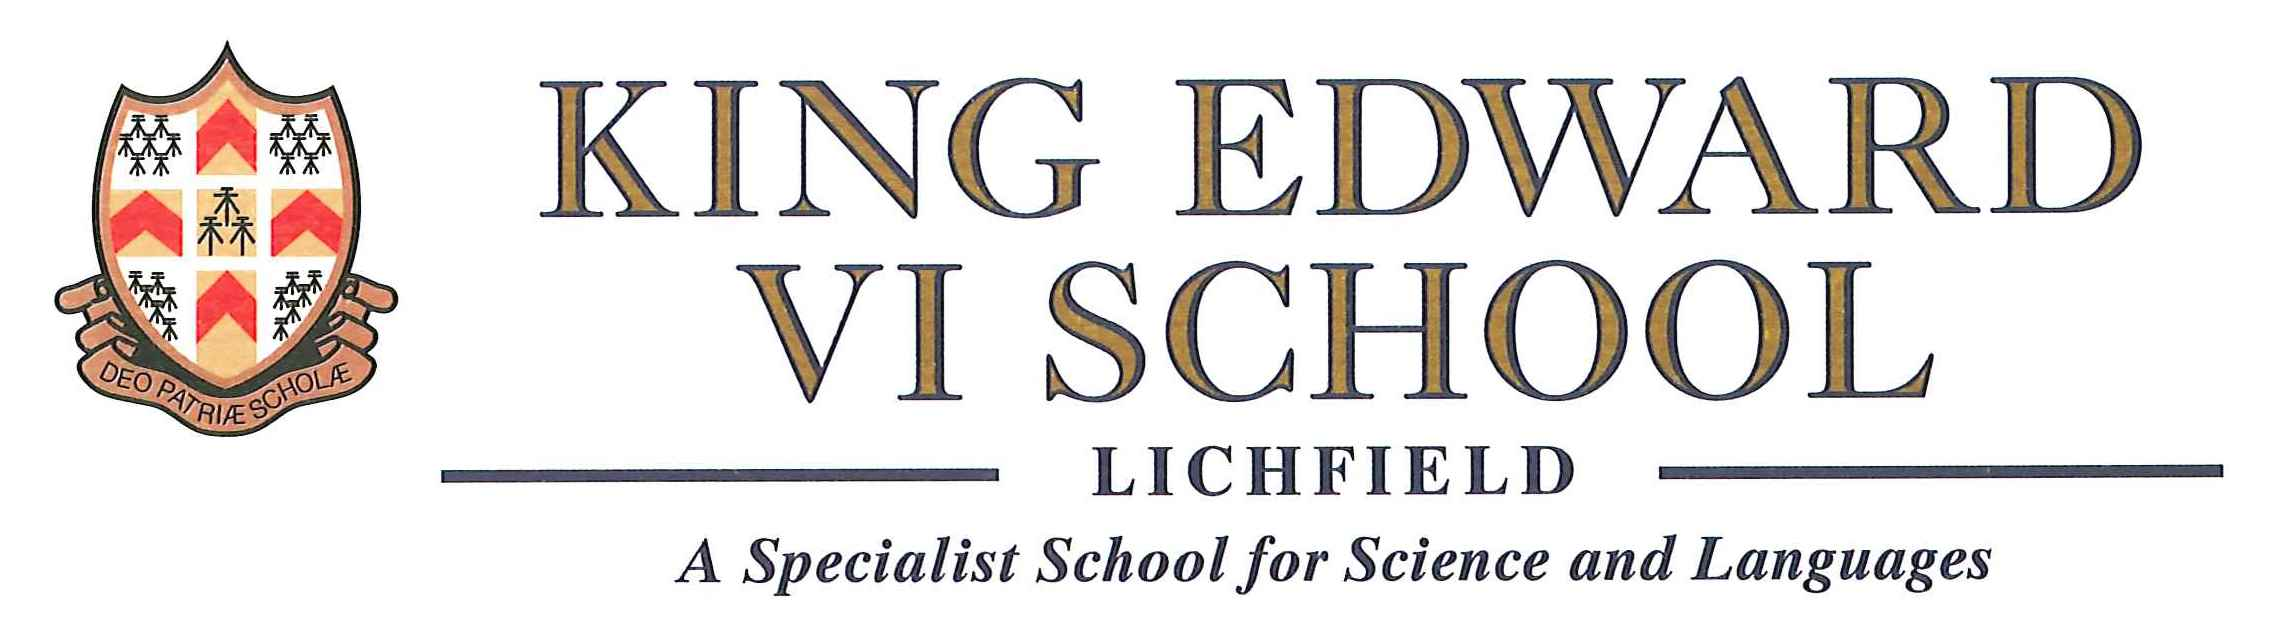 DEO PATRIÆ SCHOLÆ
KING EDWARD
VI SCHOOL
LICHFIELD
A Specialist School for Science and Languages